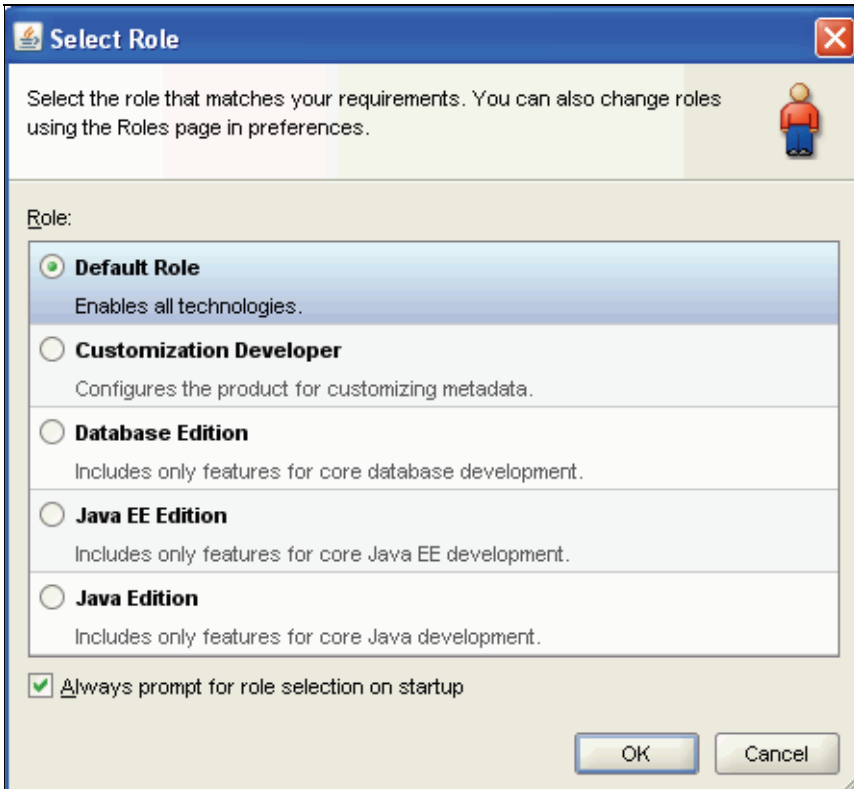 Select Role
Select the role that matches your requirements. You can also change roles
using the Roles page in preferences.
Role:
Default Role
Enables all technologies.
Customization Developer
Configures the product for customizing metadata.
Database Edition
Includes only features for core database development.
Java EE Edition
Includes only features for core Java EE development.
Java Edition
Includes only features for core Java development.
Always prompt for role selection on startup
OK
Cancel